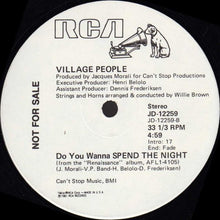 RCA
NOT FOR SALE
VILLAGE PEOPLE
Produced by Jacques Morali for Can't Stop Productions
Executive Producer: Henri Belolo
Assistant Producer: Dennis Frederiksen
Strings and Horns arranged & conducted by Willie Brown
Stereo
JD-12259
JD-12259-B
33 1/3 RPM
4:59
Intro: 17
End: Fade
Do You Wanna SPEND THE NIGHT
(from the "Renaissance" album, AFL1-4105)
(J. Morali-V.P. Band-H. Belolo-D. Frederiksen)
Can't Stop Music, BMI